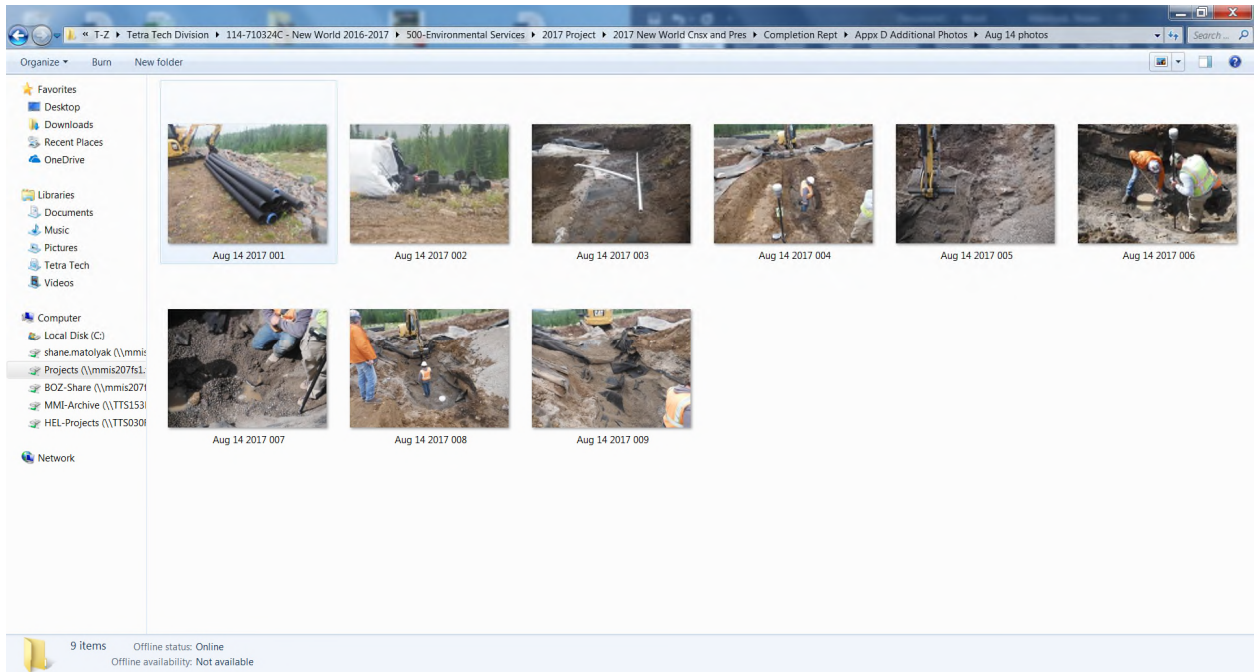 « T-Z ▸ Tetra Tech Division ▸ 114-710324C - New World 2016-2017 ▸ 500-Environmental Services ▸ 2017 Project ▸ 2017 New World Cnsx and Pres ▸ Completion Rept ▸ Appx D Additional Photos ▸ Aug 14 photos
Search ...
Organize ▾ Burn New folder
Favorites
Desktop
Downloads
Recent Places
OneDrive
Libraries
Documents
Music
Pictures
Tetra Tech
Videos
Computer
Local Disk (C:)
shane.matolyak (\\mmis
Projects (\\mmis207fs1.
BOZ-Share (\\mmis207f
MMI-Archive (\\TTS153
HEL-Projects (\\TTS030
Network
Aug 14 2017 001 Aug 14 2017 002 Aug 14 2017 003 Aug 14 2017 004 Aug 14 2017 005 Aug 14 2017 006
CAT
Aug 14 2017 007 Aug 14 2017 008 Aug 14 2017 009
9 items Offline status: Online
Offline availability: Not available